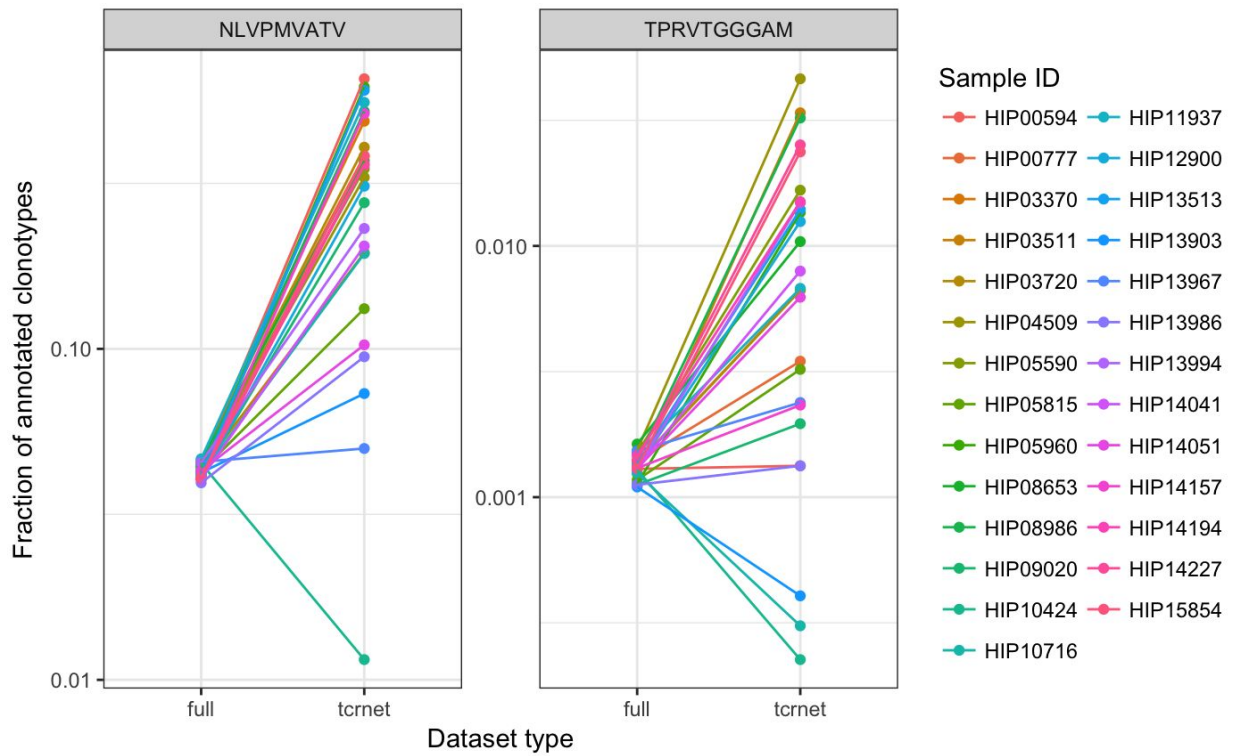 NLVPMVATV
TPRVTGGGAM
Fraction of annotated clonotypes
0.10
0.01
0.010
0.001
full
tcrnet
full
tcrnet
Dataset type
Sample ID
HIP00594
HIP00777
HIP03370
HIP03511
HIP03720
HIP04509
HIP05590
HIP05815
HIP05960
HIP08653
HIP08986
HIP09020
HIP10424
HIP10716
HIP11937
HIP12900
HIP13513
HIP13903
HIP13967
HIP13986
HIP13994
HIP14041
HIP14051
HIP14157
HIP14194
HIP14227
HIP15854